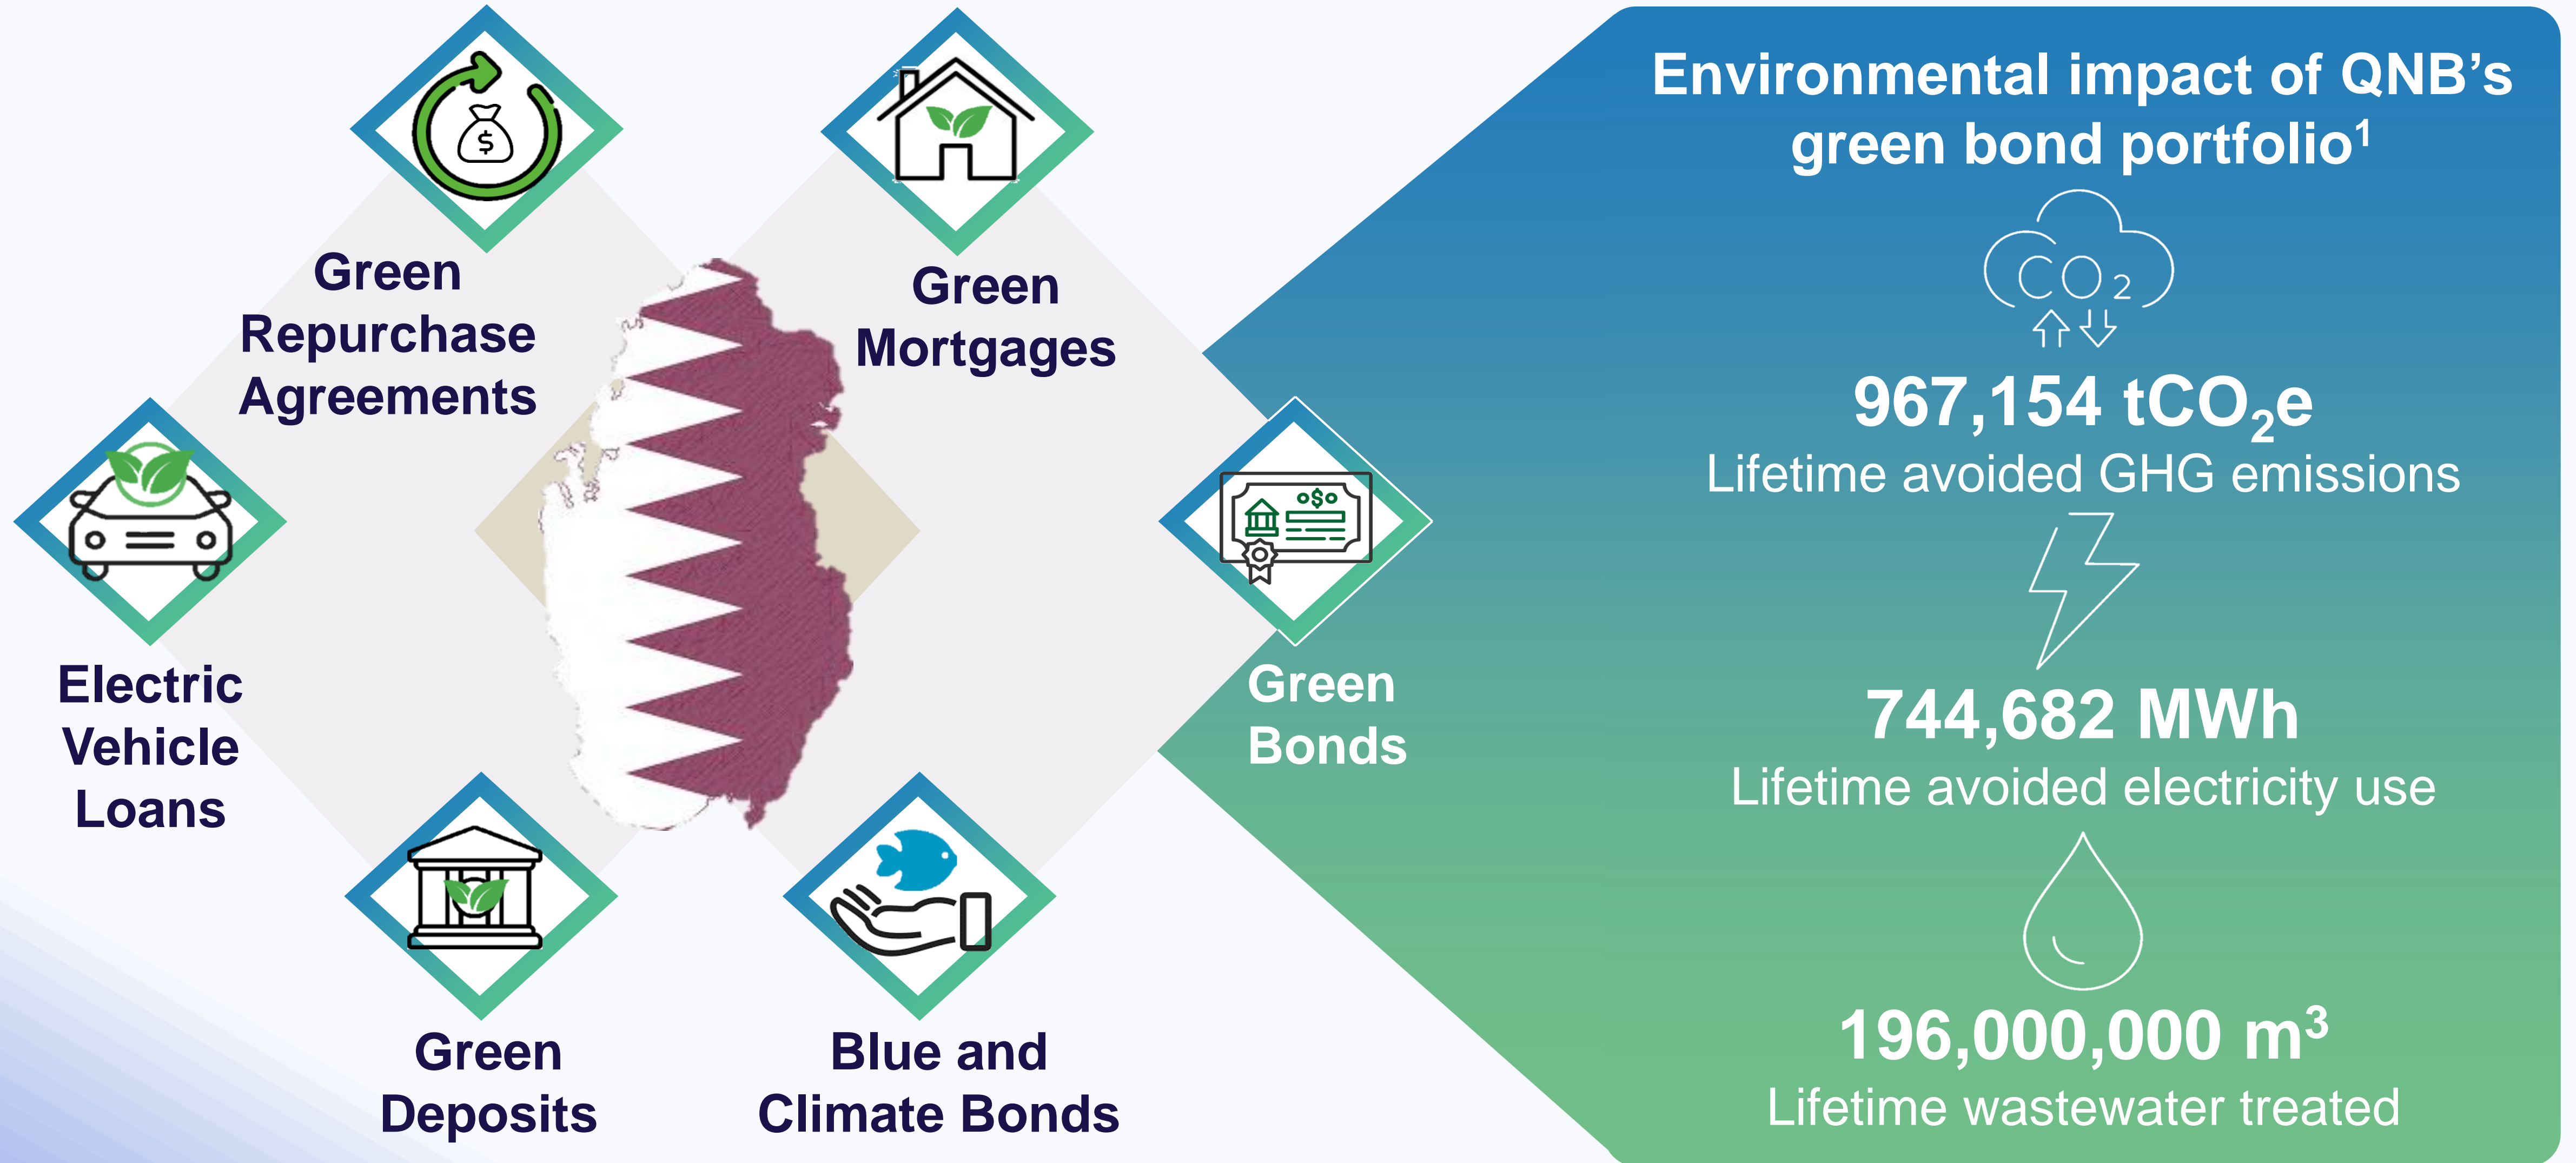 Green
Repurchase
Agreements
Green
Mortgages
Electric
Vehicle
Loans
Green
Bonds
Green
Deposits
Blue and
Climate Bonds
Environmental impact of QNB’s
green bond portfolio¹
CO₂
967,154 tCO₂e
Lifetime avoided GHG emissions
744,682 MWh
Lifetime avoided electricity use
196,000,000 m³
Lifetime wastewater treated
$
$